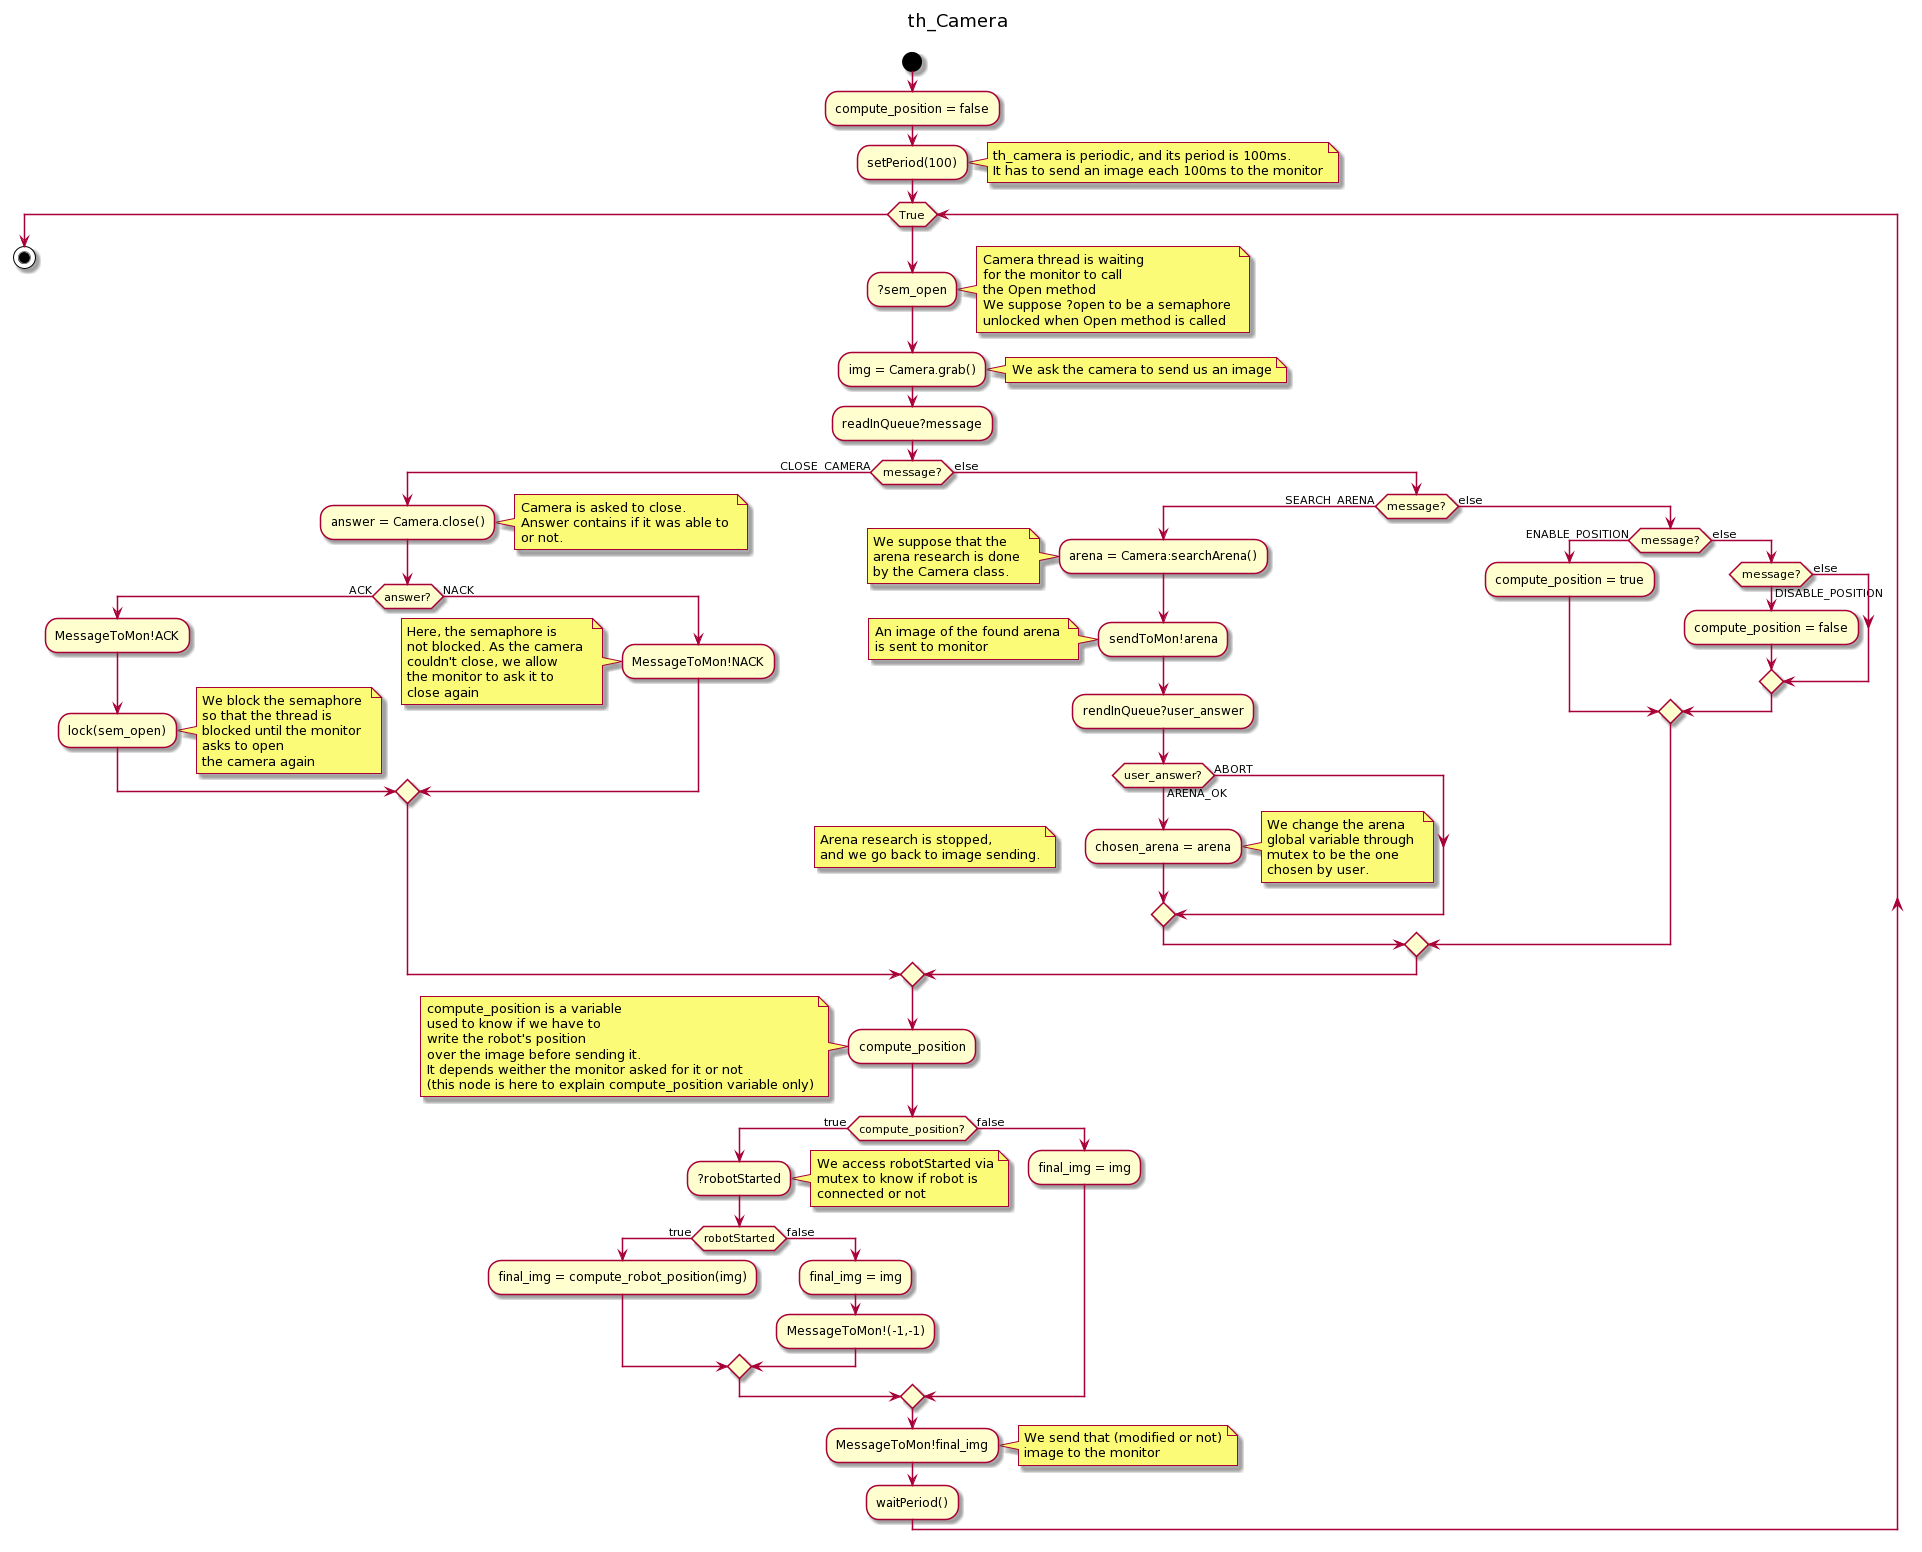 th_Camera
compute_position = false
setPeriod(100)
th_camera is periodic, and its period is 100ms.
It has to send an image each 100ms to the monitor
True
?sem_open
Camera thread is waiting
for the monitor to call
the Open method
We suppose ?open to be a semaphore
unlocked when Open method is called
img = Camera.grab()
We ask the camera to send us an image
readInQueue?message
CLOSE_CAMERA
message?
else
answer = Camera.close()
Camera is asked to close.
Answer contains if it was able to
or not.
ACK
answer?
NACK
MessageToMon!ACK
lock(sem_open)
We block the semaphore
so that the thread is
blocked until the monitor
asks to open
the camera again
Here, the semaphore is
not blocked. As the camera
couldn't close, we allow
the monitor to ask it to
close again
MessageToMon!NACK
SEARCH_ARENA
message?
else
We suppose that the
arena research is done
by the Camera class.
arena = Camera:searchArena()
An image of the found arena
is sent to monitor
sendToMon!arena
rendInQueue?user_answer
user_answer?
ABORT
ARENA_OK
Arena research is stopped,
and we go back to image sending.
chosen_arena = arena
We change the arena
global variable through
mutex to be the one
chosen by user.
ENABLE_POSITION
message?
else
compute_position = true
message?
else
DISABLE_POSITION
compute_position = false
compute_position is a variable
used to know if we have to
write the robot's position
over the image before sending it.
It depends weither the monitor asked for it or not
(this node is here to explain compute_position variable only)
compute_position
true
compute_position?
false
?robotStarted
We access robotStarted via
mutex to know if robot is
connected or not
final_img = img
true
robotStarted
false
final_img = compute_robot_position(img)
final_img = img
MessageToMon!(-1,-1)
MessageToMon!final_img
We send that (modified or not)
image to the monitor
waitPeriod()